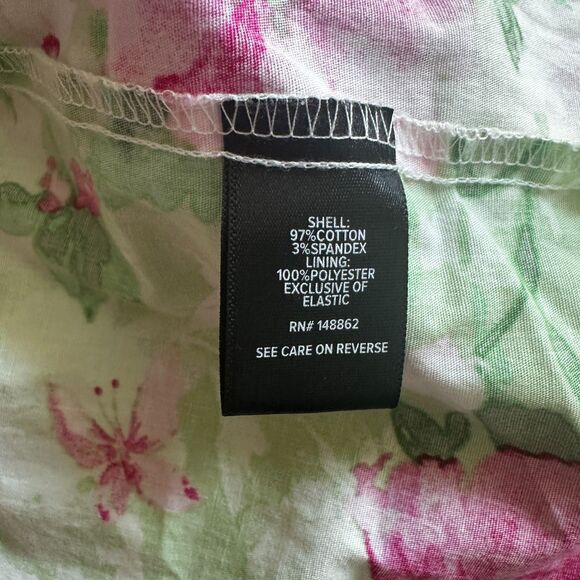 SHELL:
97%COTTON
3%SPANDEX
LINING:
100%POLYESTER
EXCLUSIVE OF
ELASTIC
RN# 148862
SEE CARE ON REVERSE